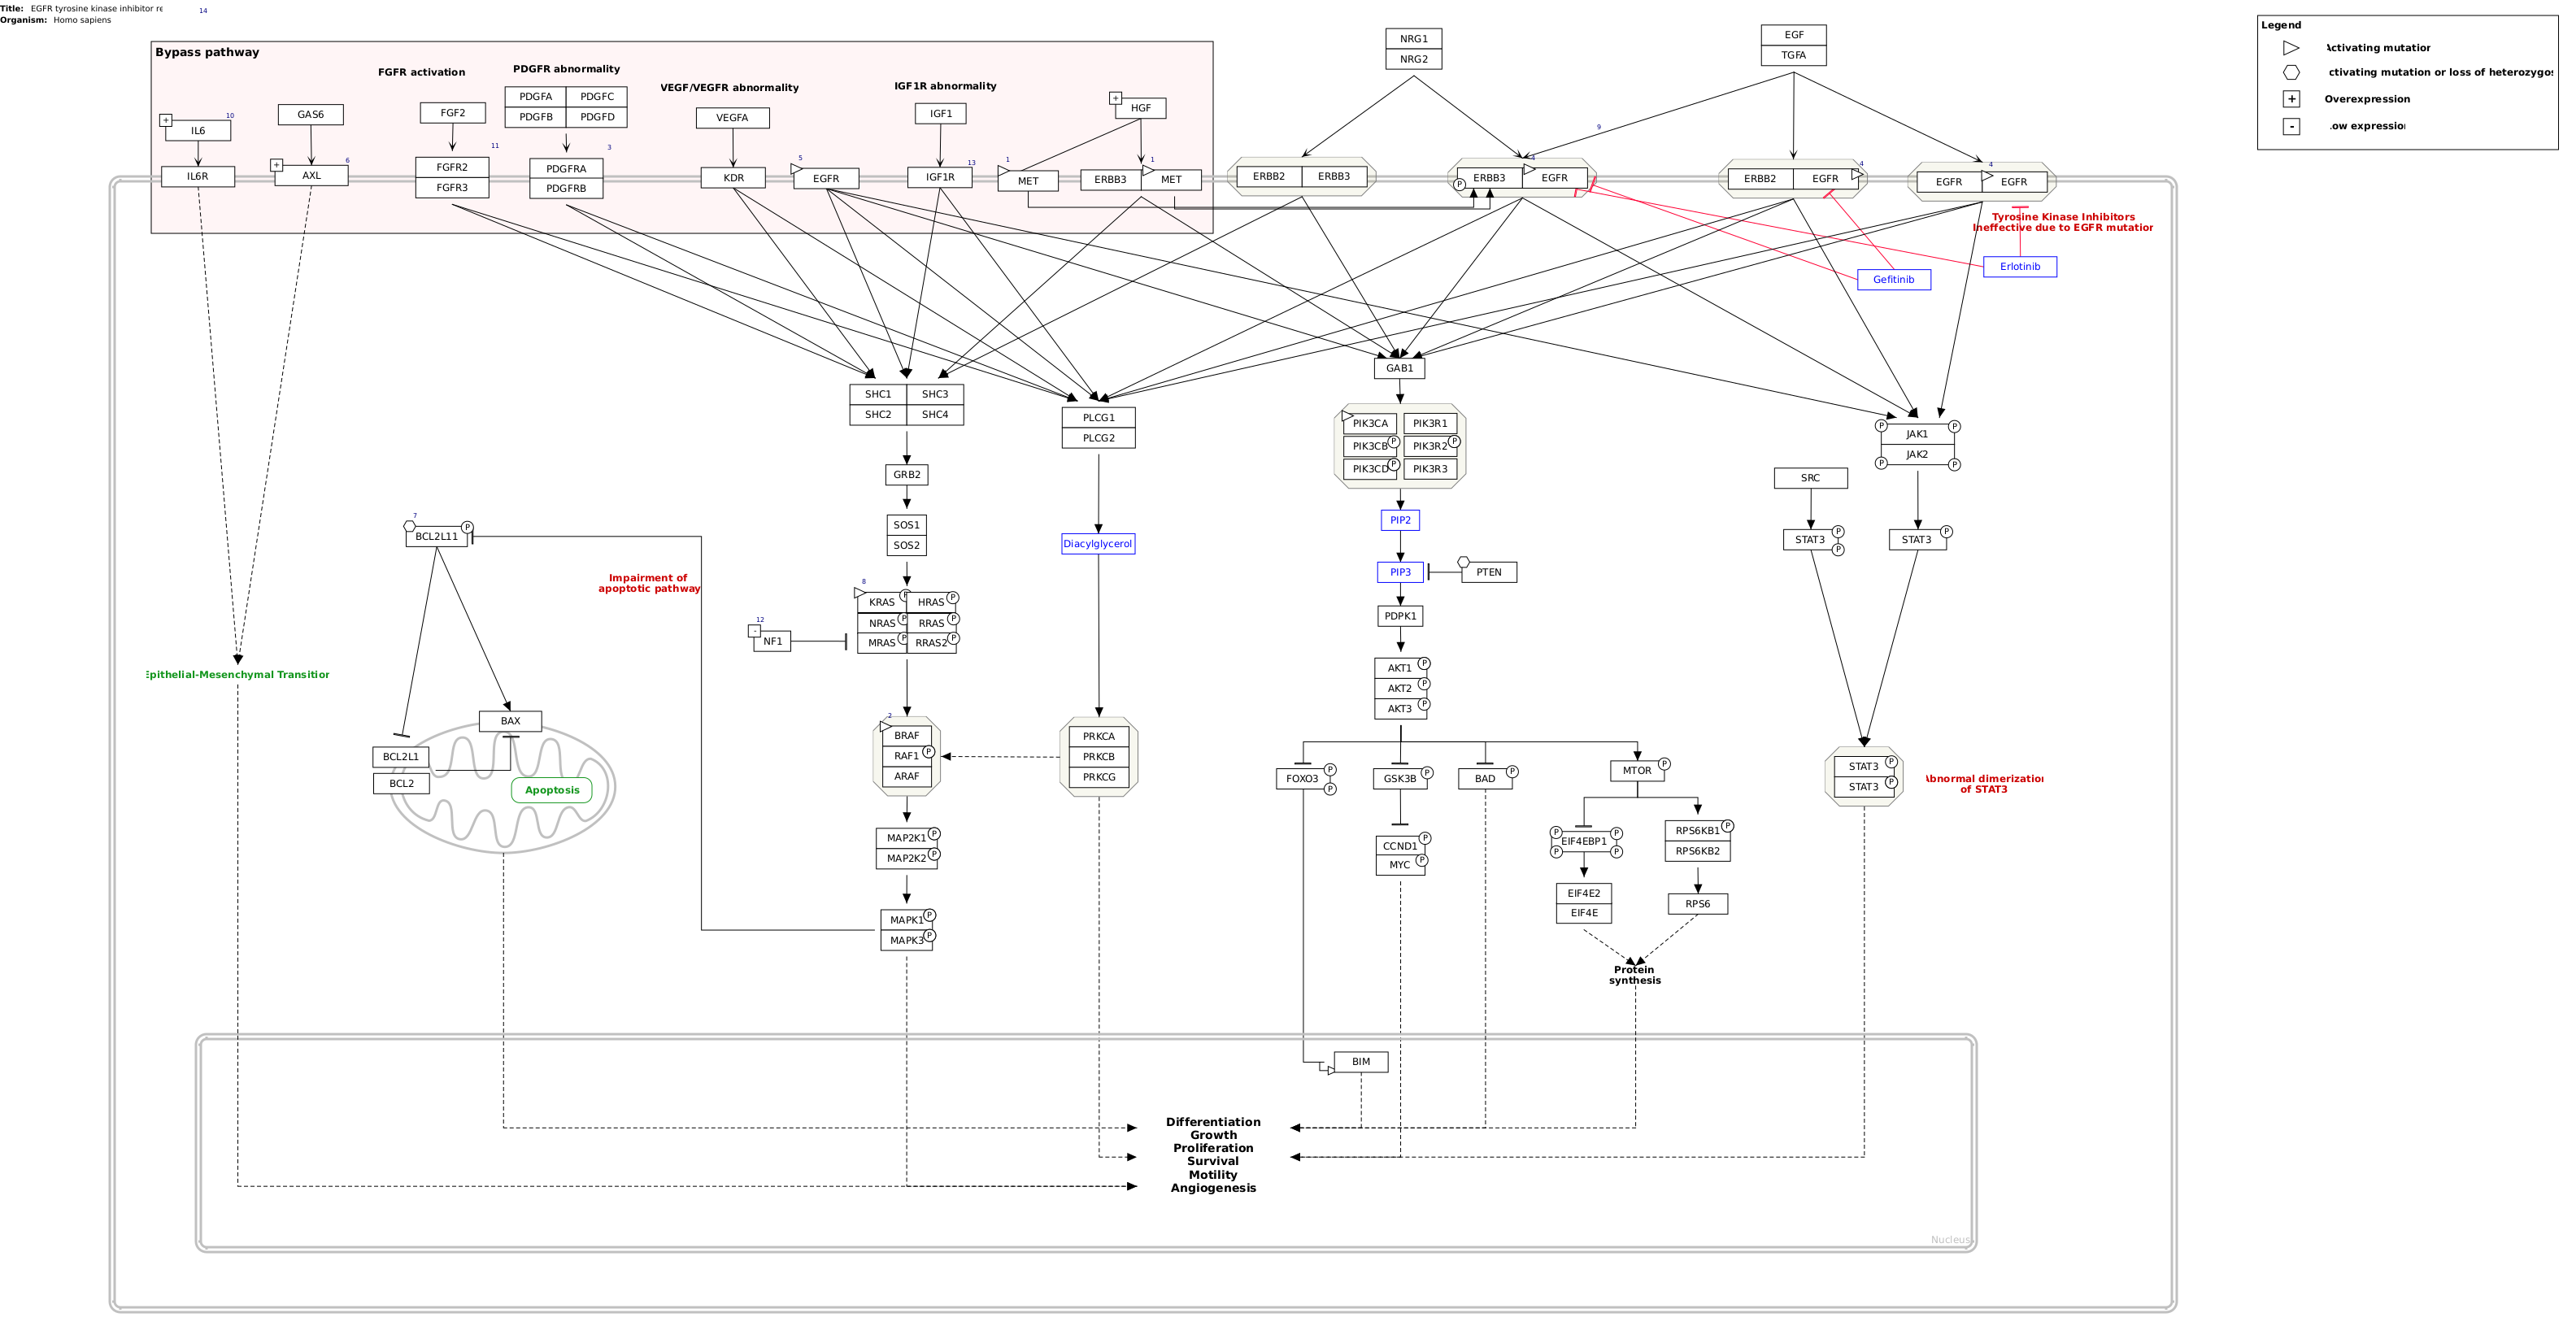 Title: EGFR tyrosine kinase inhibitor re
14
Organism: Homo sapiens
Legend
Activating mutation
ctivating mutation or loss of heterozygos
+ Overexpression
- Low expression
Bypass pathway
FGFR activation
PDGFR abnormality
VEGF/VEGFR abnormality
IGF1R abnormality
NRG1
NRG2
EGF
TGFA
+ IL6 10
GAS6
FGF2
PDGFA PDGFC
PDGFB PDGFD
VEGFA
IGF1
+ HGF
9
IL6R
+ AXL 6
FGFR2 11
FGFR3
PDGFRA 3
PDGFRB
KDR
5 EGFR
IGF1R 13
1 MET
ERBB3 1 MET
ERBB2 ERBB3
P ERBB3 4 EGFR
ERBB2 EGFR 4
EGFR 4 EGFR
Tyrosine Kinase Inhibitors
Ineffective due to EGFR mutation
Gefitinib
Erlotinib
GAB1
SHC1 SHC3
SHC2 SHC4
PLCG1
PLCG2
PIK3CA PIK3R1
PIK3CB P PIK3R2 P
PIK3CD P PIK3R3
P JAK1 P
P JAK2 P
GRB2
SRC
SOS1
SOS2
PIP2
7 BCL2L11 P
Diacylglycerol
STAT3 P P
STAT3 P
Impairment of
apoptotic pathway
PIP3
PTEN
8
KRAS P HRAS P
NRAS P RRAS P
MRAS P RRAS2 P
12
- NF1
PDPK1
Epithelial-Mesenchymal Transition
AKT1 P
AKT2 P
AKT3 P
BAX
BCL2L1
BCL2
Apoptosis
2
BRAF
RAF1 P
ARAF
PRKCA
PRKCB
PRKCG
FOXO3 P P
GSK3B P
BAD P
MTOR P
STAT3 P
STAT3 P
Abnormal dimerization
of STAT3
MAP2K1 P
MAP2K2 P
CCND1 P
MYC P
P EIF4EBP1 P
P P
RPS6KB1 P
RPS6KB2
EIF4E2
EIF4E
RPS6
MAPK1 P
MAPK3 P
Protein
synthesis
BIM
Differentiation
Growth
Proliferation
Survival
Motility
Angiogenesis
Nucleus